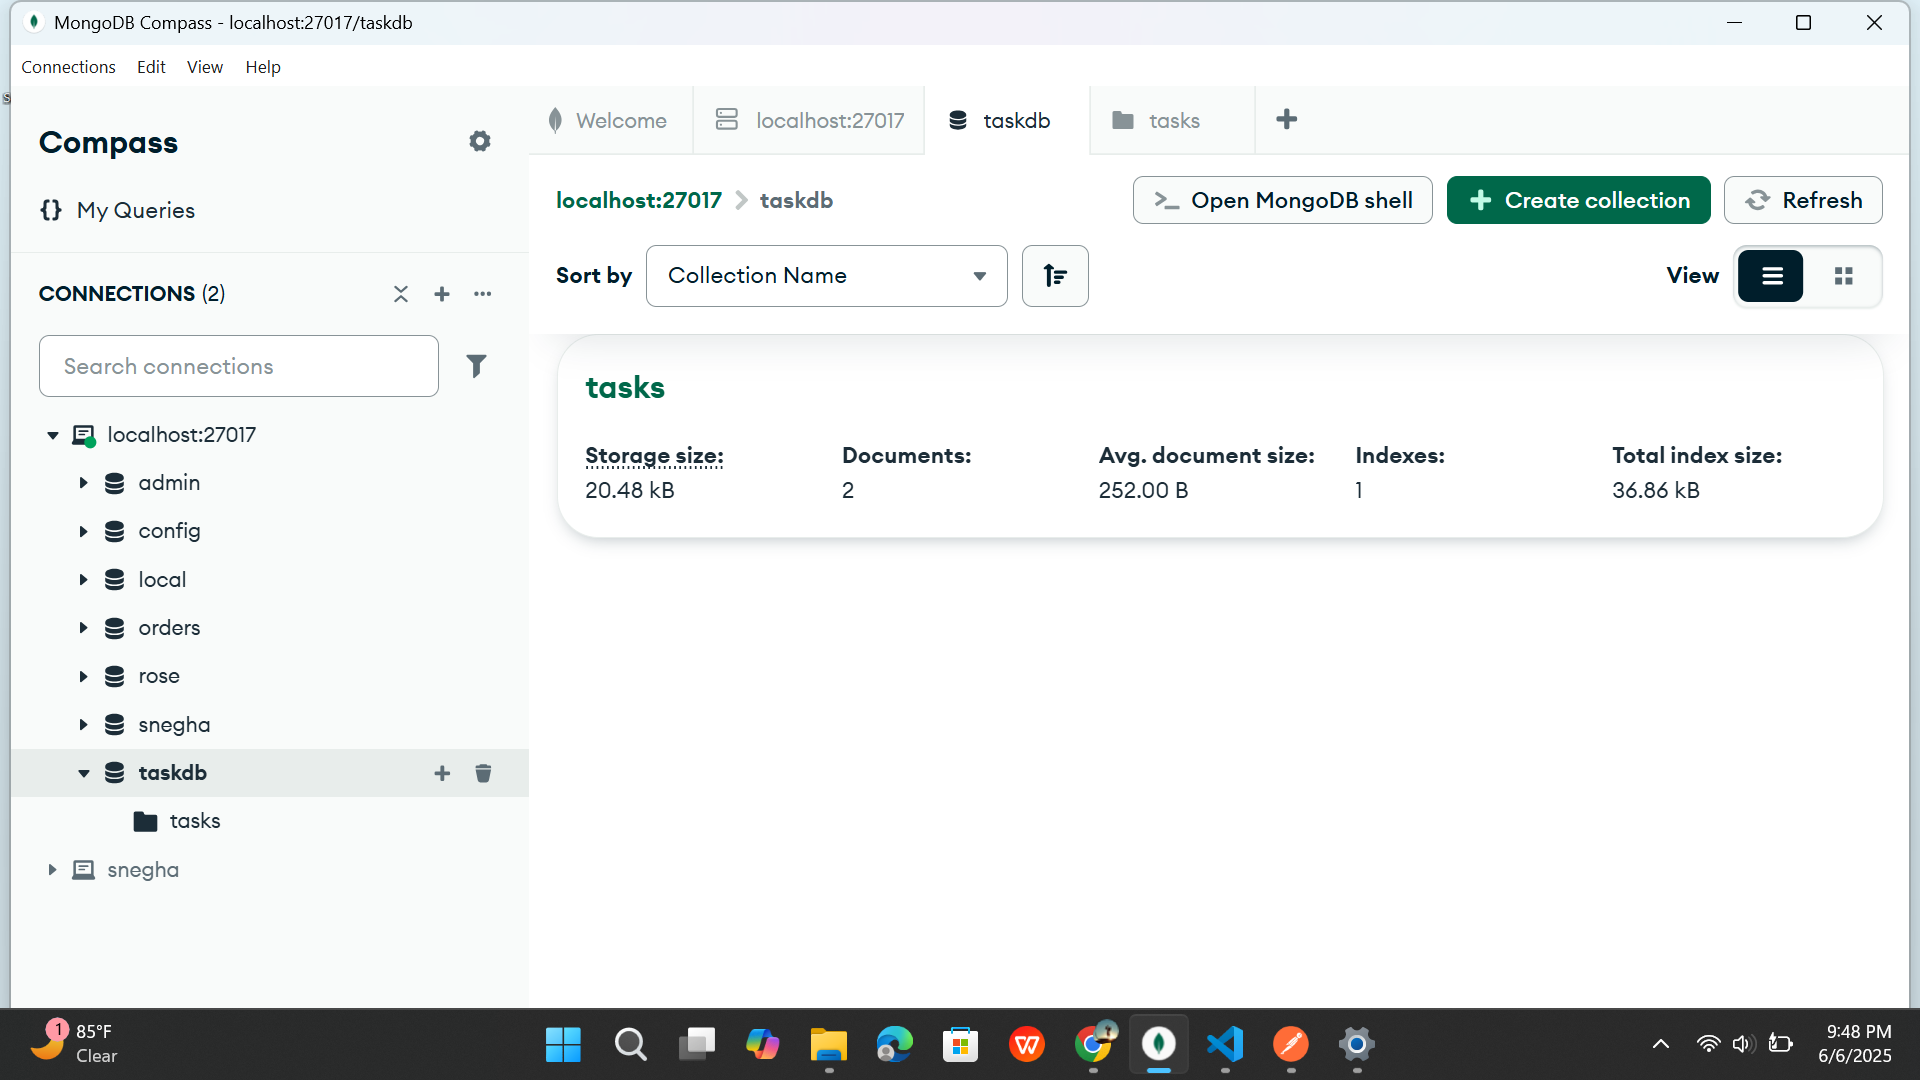 MongoDB Compass - localhost:27017/taskdb
Connections Edit View Help
s
Compass
My Queries
CONNECTIONS (2)
Search connections
localhost:27017
admin
config
local
orders
rose
snegha
taskdb
tasks
snegha
Welcome localhost:27017 taskdb tasks
localhost:27017 > taskdb
>_ Open MongoDB shell + Create collection Refresh
Sort by Collection Name View
tasks
Storage size: Documents: Avg. document size: Indexes: Total index size:
20.48 kB 2 252.00 B 1 36.86 kB
1 85°F
Clear
9:48 PM
6/6/2025